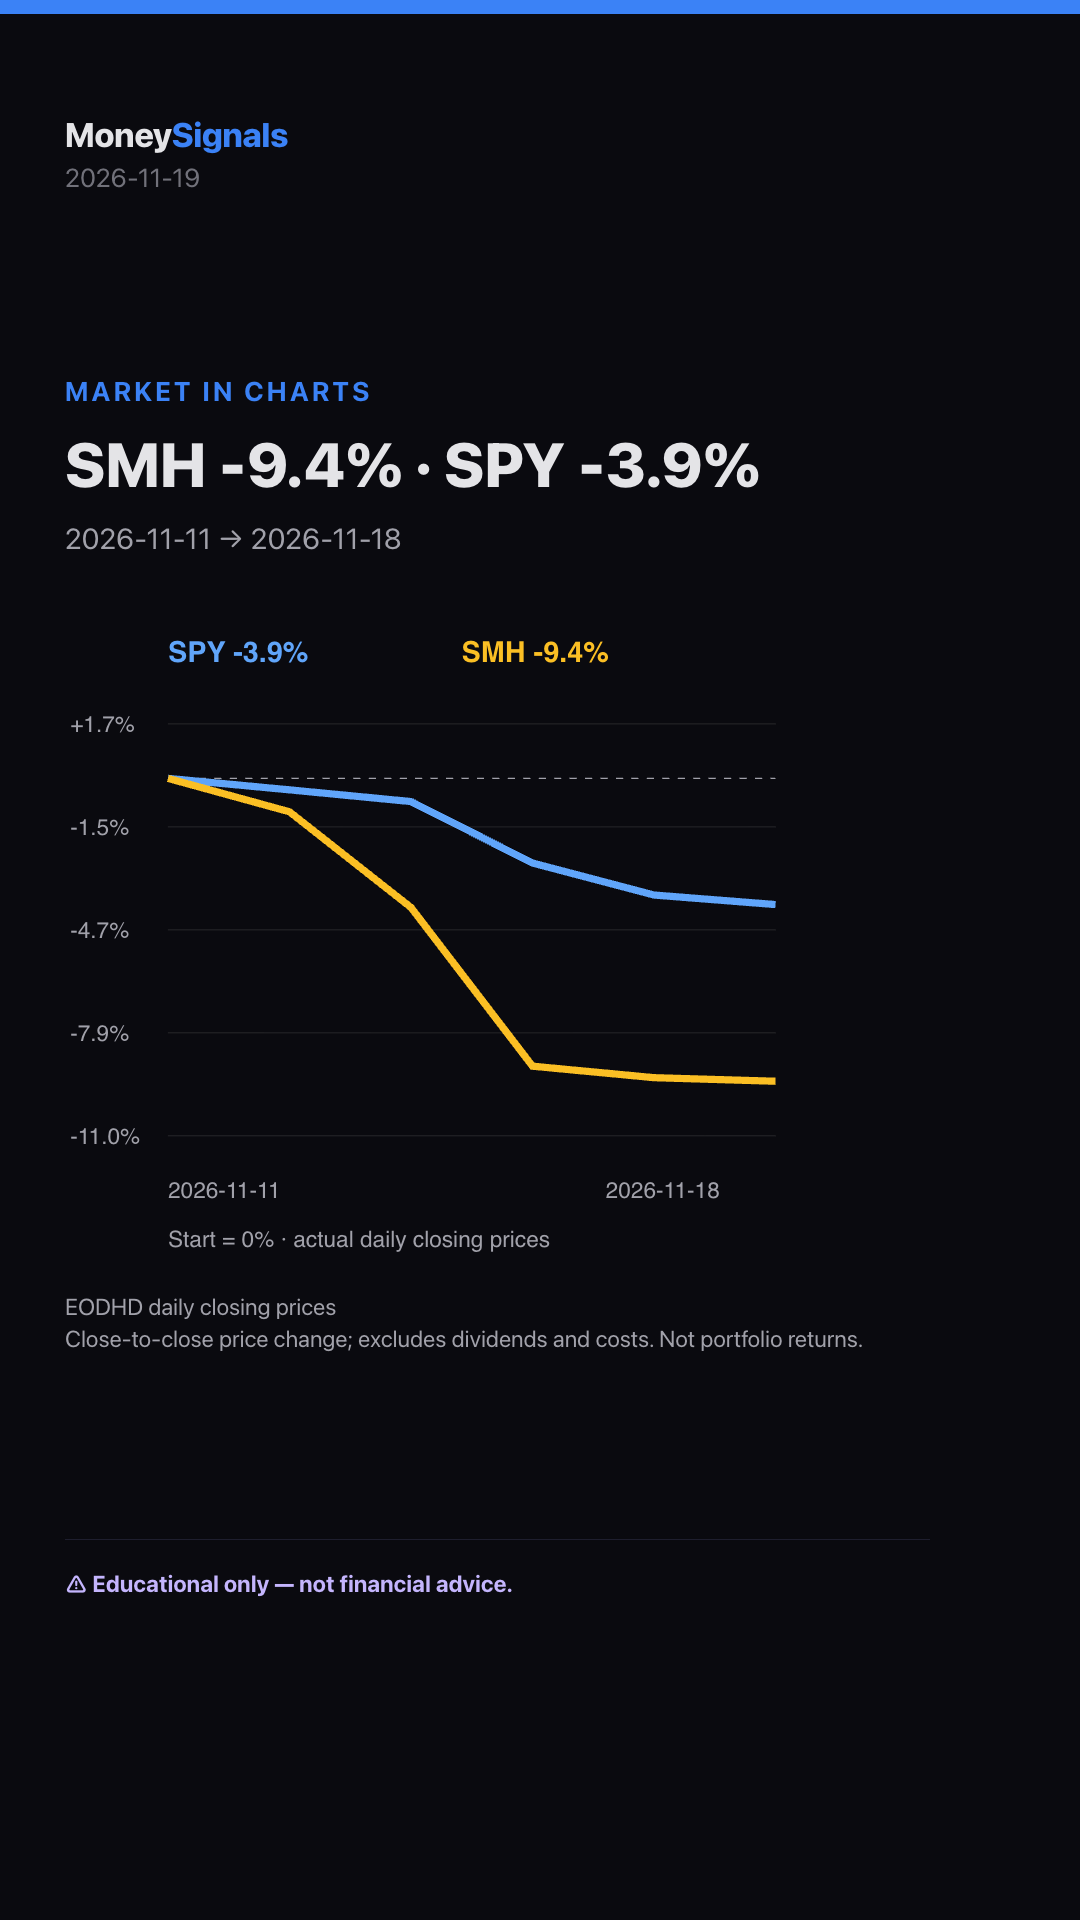 MoneySignals
2026-11-19
MARKET IN CHARTS
SMH -9.4% · SPY -3.9%
2026-11-11 → 2026-11-18
SPY -3.9% SMH -9.4%
+1.7%
-1.5%
-4.7%
-7.9%
-11.0%
2026-11-11 2026-11-18
Start = 0% · actual daily closing prices
EODHD daily closing prices
Close-to-close price change; excludes dividends and costs. Not portfolio returns.
⚠ Educational only — not financial advice.